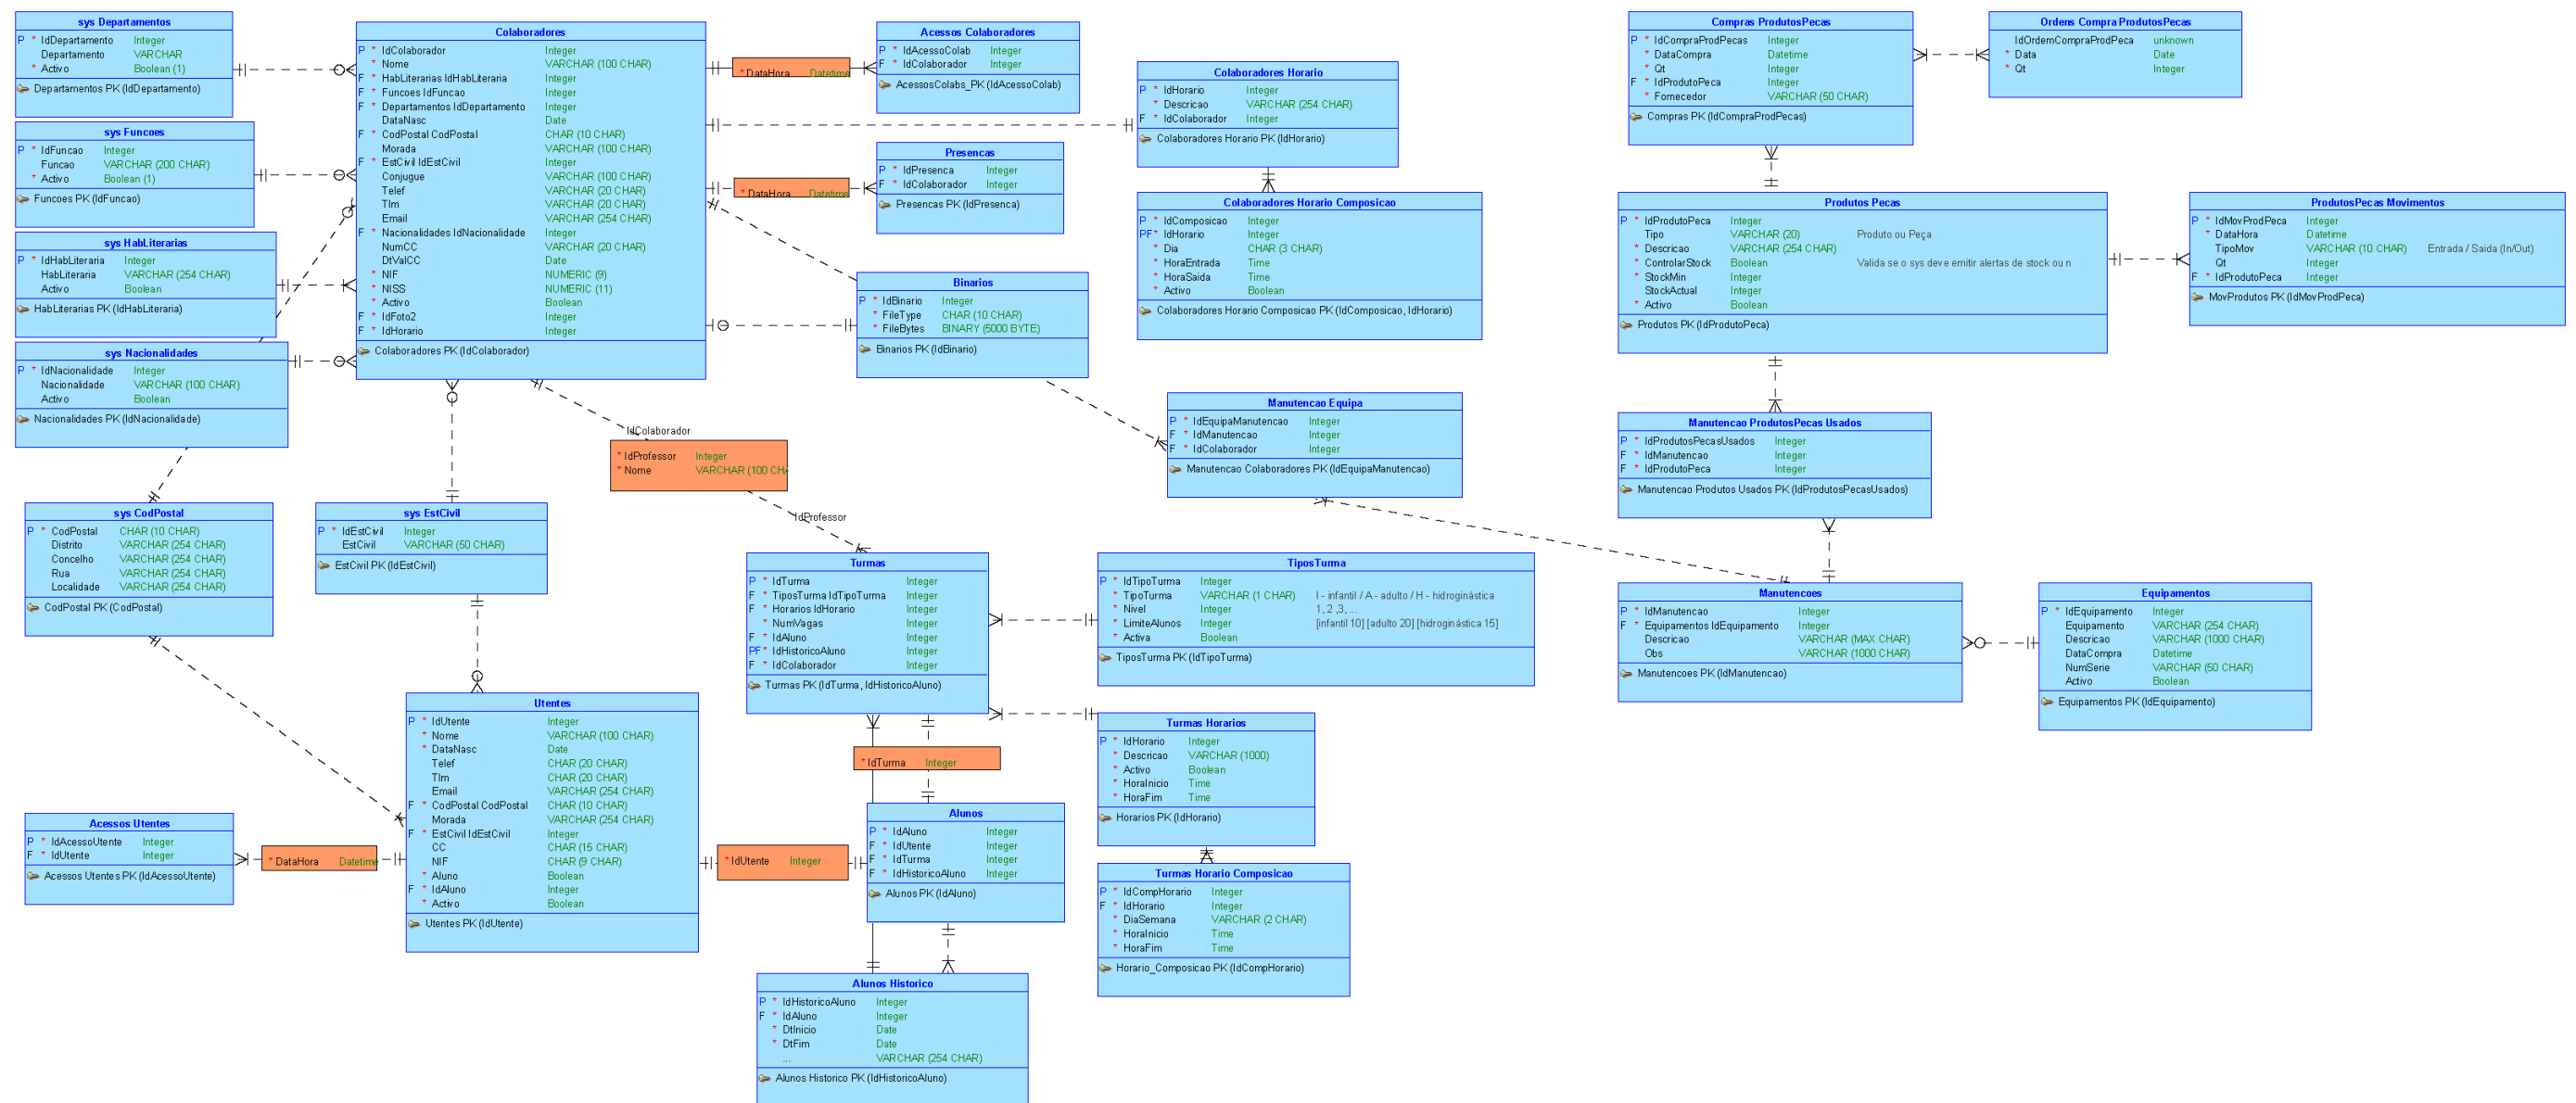 sys Departamentos
P * IdDepartamento Integer
Departamento VARCHAR
* Activo Boolean (1)
Departamentos PK (IdDepartamento)
sys Funcoes
P * IdFuncao Integer
Funcao VARCHAR (200 CHAR)
* Activo Boolean (1)
Funcoes PK (IdFuncao)
sys HabLiterarias
P * IdHabLiteraria Integer
HabLiteraria VARCHAR (254 CHAR)
Activo Boolean
HabLiterarias PK (IdHabLiteraria)
sys Nacionalidades
P * IdNacionalidade Integer
Nacionalidade VARCHAR (100 CHAR)
Activo Boolean
Nacionalidades PK (IdNacionalidade)
Colaboradores
P * IdColaborador Integer
* Nome VARCHAR (100 CHAR)
F * HabLiterarias IdHabLiteraria Integer
F * Funcoes IdFuncao Integer
F * Departamentos IdDepartamento Integer
DataNasc Date
F * CodPostal CodPostal CHAR (10 CHAR)
Morada VARCHAR (100 CHAR)
F * EstCivil IdEstCivil Integer
Conjugue VARCHAR (100 CHAR)
Telef VARCHAR (20 CHAR)
Tlm VARCHAR (20 CHAR)
Email VARCHAR (254 CHAR)
F * Nacionalidades IdNacionalidade Integer
NumCC VARCHAR (20 CHAR)
DtValCC Date
* NIF NUMERIC (9)
* NISS NUMERIC (11)
* Activo Boolean
F * IdFoto2 Integer
F * IdHorario Integer
Colaboradores PK (IdColaborador)
* DataHora Datetime
Acessos Colaboradores
P * IdAcessoColab Integer
F * IdColaborador Integer
AcessosColabs_PK (IdAcessoColab)
* DataHora Datetime
Presencas
P * IdPresenca Integer
F * IdColaborador Integer
Presencas PK (IdPresenca)
Binarios
P * IdBinario Integer
* FileType CHAR (10 CHAR)
* FileBytes BINARY (5000 BYTE)
Binarios PK (IdBinario)
Colaboradores Horario
P * IdHorario Integer
* Descricao VARCHAR (254 CHAR)
F * IdColaborador Integer
Colaboradores Horario PK (IdHorario)
Colaboradores Horario Composicao
P * IdComposicao Integer
PF* IdHorario Integer
* Dia CHAR (3 CHAR)
* HoraEntrada Time
* HoraSaida Time
* Activo Boolean
Colaboradores Horario Composicao PK (IdComposicao, IdHorario)
Compras ProdutosPecas
P * IdCompraProdPecas Integer
* DataCompra Datetime
* Qt Integer
F * IdProdutoPeca Integer
* Fornecedor VARCHAR (50 CHAR)
Compras PK (IdCompraProdPecas)
Ordens Compra ProdutosPecas
IdOrdemCompraProdPeca unknown
* Data Date
* Qt Integer
Produtos Pecas
P * IdProdutoPeca Integer
Tipo VARCHAR (20) Produto ou Peça
* Descricao VARCHAR (254 CHAR)
* ControlarStock Boolean Valida se o sys deve emitir alertas de stock ou n
* StockMin Integer
StockActual Integer
* Activo Boolean
Produtos PK (IdProdutoPeca)
ProdutosPecas Movimentos
P * IdMovProdPeca Integer
* DataHora Datetime
TipoMov VARCHAR (10 CHAR) Entrada / Saida (In/Out)
Qt Integer
F * IdProdutoPeca Integer
MovProdutos PK (IdMovProdPeca)
Manutencao Equipa
P * IdEquipaManutencao Integer
F * IdManutencao Integer
F * IdColaborador Integer
Manutencao Colaboradores PK (IdEquipaManutencao)
Manutencao ProdutosPecas Usados
P * IdProdutosPecasUsados Integer
F * IdManutencao Integer
F * IdProdutoPeca Integer
Manutencao Produtos Usados PK (IdProdutosPecasUsados)
IdColaborador
* IdProfessor Integer
* Nome VARCHAR (100 CH
IdProfessor
sys CodPostal
P * CodPostal CHAR (10 CHAR)
Distrito VARCHAR (254 CHAR)
Concelho VARCHAR (254 CHAR)
Rua VARCHAR (254 CHAR)
Localidade VARCHAR (254 CHAR)
CodPostal PK (CodPostal)
sys EstCivil
P * IdEstCivil Integer
EstCivil VARCHAR (50 CHAR)
EstCivil PK (IdEstCivil)
Turmas
P * IdTurma Integer
F * TiposTurma IdTipoTurma Integer
F * Horarios IdHorario Integer
* NumVagas Integer
F * IdAluno Integer
PF* IdHistoricoAluno Integer
F * IdColaborador Integer
Turmas PK (IdTurma, IdHistoricoAluno)
TiposTurma
P * IdTipoTurma Integer
* TipoTurma VARCHAR (1 CHAR) I - infantil / A - adulto / H - hidroginástica
* Nivel Integer 1, 2 ,3, ...
* LimiteAlunos Integer [infantil 10] [adulto 20] [hidroginástica 15]
* Activa Boolean
TiposTurma PK (IdTipoTurma)
Manutencoes
P * IdManutencao Integer
F * Equipamentos IdEquipamento Integer
Descricao VARCHAR (MAX CHAR)
Obs VARCHAR (1000 CHAR)
Manutencoes PK (IdManutencao)
Equipamentos
P * IdEquipamento Integer
Equipamento VARCHAR (254 CHAR)
Descricao VARCHAR (1000 CHAR)
DataCompra Datetime
NumSerie VARCHAR (50 CHAR)
Activo Boolean
Equipamentos PK (IdEquipamento)
Utentes
P * IdUtente Integer
* Nome VARCHAR (100 CHAR)
* DataNasc Date
Telef CHAR (20 CHAR)
Tlm CHAR (20 CHAR)
Email VARCHAR (254 CHAR)
F * CodPostal CodPostal CHAR (10 CHAR)
Morada VARCHAR (254 CHAR)
F * EstCivil IdEstCivil Integer
CC CHAR (15 CHAR)
NIF CHAR (9 CHAR)
* Aluno Boolean
F * IdAluno Integer
* Activo Boolean
Utentes PK (IdUtente)
Acessos Utentes
P * IdAcessoUtente Integer
F * IdUtente Integer
Acessos Utentes PK (IdAcessoUtente)
* DataHora Datetime
* IdUtente Integer
* IdTurma Integer
Alunos
P * IdAluno Integer
F * IdUtente Integer
F * IdTurma Integer
F * IdHistoricoAluno Integer
Alunos PK (IdAluno)
Turmas Horarios
P * IdHorario Integer
* Descricao VARCHAR (1000)
* Activo Boolean
* HoraInicio Time
* HoraFim Time
Horarios PK (IdHorario)
Turmas Horario Composicao
P * IdCompHorario Integer
F * IdHorario Integer
* DiaSemana VARCHAR (2 CHAR)
* HoraInicio Time
* HoraFim Time
Horario_Composicao PK (IdCompHorario)
Alunos Historico
P * IdHistoricoAluno Integer
F * IdAluno Integer
* DtInicio Date
* DtFim Date
... VARCHAR (254 CHAR)
Alunos Historico PK (IdHistoricoAluno)